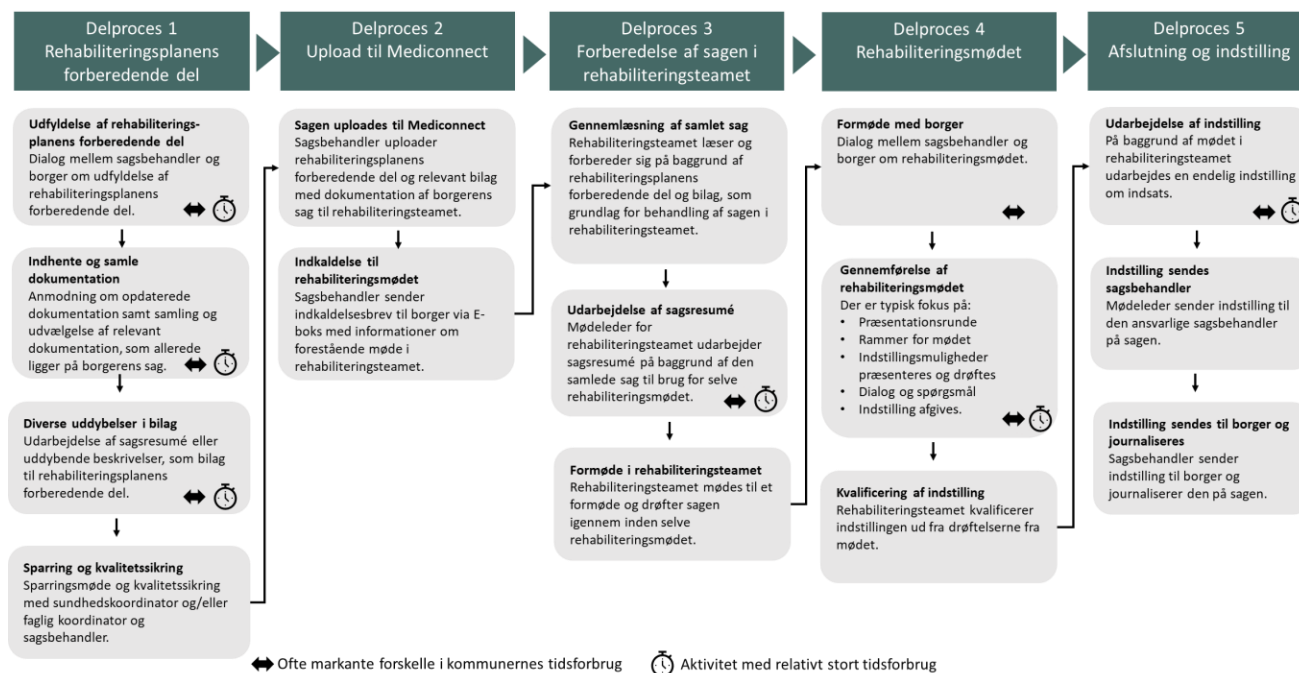 Delproces 1
Rehabiliteringsplanens
forberedende del
Delproces 2
Upload til Mediconnect
Delproces 3
Forberedelse af sagen i
rehabiliteringsteamet
Delproces 4
Rehabiliteringsmødet
Delproces 5
Afslutning og indstilling
Udfyldelse af rehabiliterings-
planens forberedende del
Dialog mellem sagsbehandler og
borger om udfyldelse af
rehabiliteringsplanens
forberedende del.
Indhente og samle
dokumentation
Anmodning om opdaterede
dokumentation samt samling og
udvælgelse af relevant
dokumentation, som allerede
ligger på borgerens sag.
Diverse uddybelser i bilag
Udarbejdelse af sagsresumé eller
uddybende beskrivelser, som bilag
til rehabiliteringsplanens
forberedende del.
Sparring og kvalitetssikring
Sparringsmøde og kvalitetssikring
med sundhedskoordinator og/eller
faglig koordinator og
sagsbehandler.
Sagen uploades til Mediconnect
Sagsbehandler uploader
rehabiliteringsplanens
forberedende del og relevant bilag
med dokumentation af borgerens
sag til rehabiliteringsteamet.
Indkaldelse til
rehabiliteringsmødet
Sagsbehandler sender
indkaldelsesbrev til borger via E-
boks med informationer om
forestående møde i
rehabiliteringsteamet.
Gennemlæsning af samlet sag
Rehabiliteringsteamet læser og
forbereder sig på baggrund af
rehabiliteringsplanens
forberedende del og bilag, som
grundlag for behandling af sagen i
rehabiliteringsteamet.
Udarbejdelse af sagsresumé
Mødeleder for
rehabiliteringsteamet udarbejder
sagsresumé på baggrund af den
samlede sag til brug for selve
rehabiliteringsmødet.
Formøde i rehabiliteringsteamet
Rehabiliteringsteamet mødes til et
formøde og drøfter sagen
igennem inden selve
rehabiliteringsmødet.
Formøde med borger
Dialog mellem sagsbehandler og
borger om rehabiliteringsmødet.
Gennemførelse af
rehabiliteringsmødet
Der er typisk fokus på:
• Præsentationsrunde
• Rammer for mødet
• Indstillingsmuligheder
præsenteres og drøftes
• Dialog og spørgsmål
• Indstilling afgives.
Kvalificering af indstilling
Rehabiliteringsteamet kvalificerer
indstillingen ud fra drøftelserne fra
mødet.
Udarbejdelse af indstilling
På baggrund af mødet i
rehabiliteringsteamet
udarbejdes en endelig indstilling
om indsats.
Indstilling sendes
sagsbehandler
Mødeleder sender indstilling til
den ansvarlige sagsbehandler
på sagen.
Indstilling sendes til borger og
journaliseres
Sagsbehandler sender
indstilling til borger og
journaliserer den på sagen.
Ofte markante forskelle i kommunernes tidsforbrug
Aktivitet med relativt stort tidsforbrug